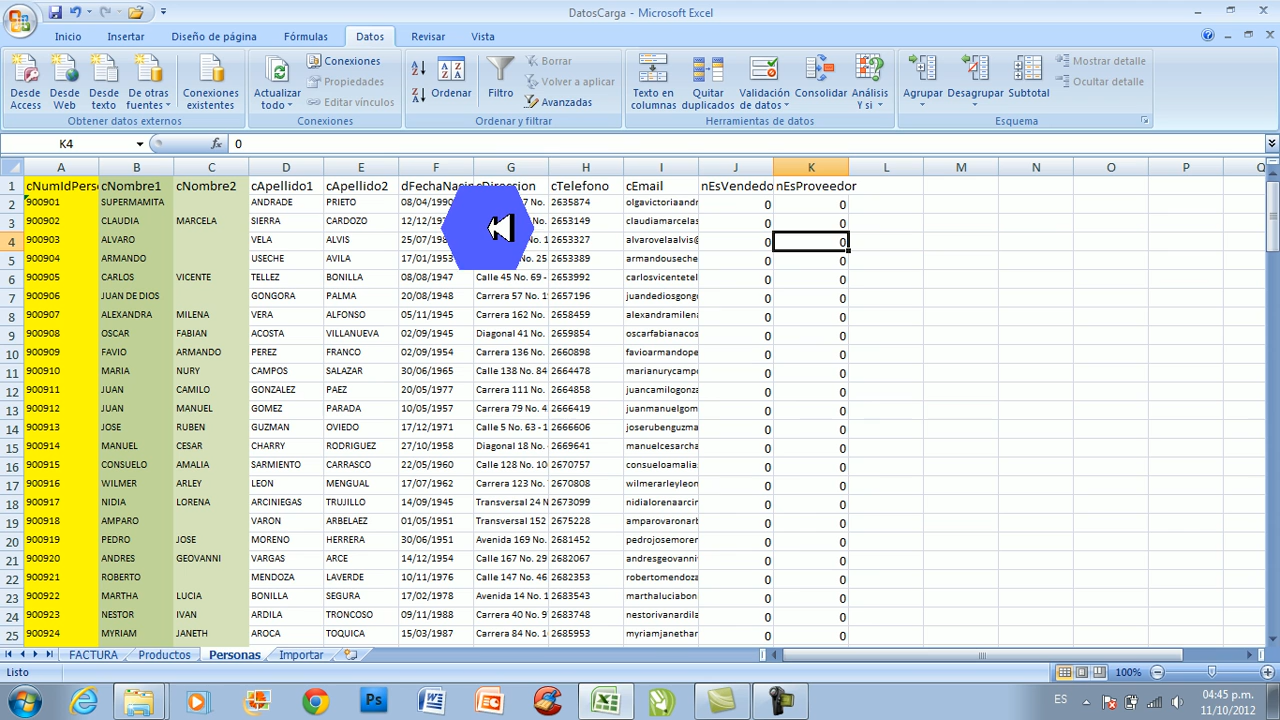 DatosCarga - Microsoft Excel
Inicio Insertar Diseño de página Fórmulas Datos Revisar Vista
Desde Access Desde Web Desde texto De otras fuentes Conexiones existentes Actualizar todo Conexiones Propiedades Editar vínculos Ordenar Filtro Borrar Volver a aplicar Avanzadas Texto en columnas Quitar duplicados Validación de datos Consolidar Análisis Y si Agrupar Desagrupar Subtotal Mostrar detalle Ocultar detalle
Obtener datos externos Conexiones Ordenar y filtrar Herramientas de datos Esquema
K4 fx 0
A B C D E F G H I J K L M N O P Q
1 cNumIdPers cNombre1 cNombre2 cApellido1 cApellido2 dFechaNacin cDireccion cTelefono cEmail nEsVendedo nEsProveedor
2 900901 SUPERMAMITA ANDRADE PRIETO 08/04/1990 7 No. 2635874 olgavictoriaandr 0 0
3 900902 CLAUDIA MARCELA SIERRA CARDOZO 12/12/1 No. 2653149 claudiamarcelas 0 0
4 900903 ALVARO VELA ALVIS 25/07/198 No. 1 2653327 alvarovelaalvis@ 0 0
5 900904 ARMANDO USECHE AVILA 17/01/1953 No. 25 2653389 armandouseche 0 0
6 900905 CARLOS VICENTE TELLEZ BONILLA 08/08/1947 Calle 45 No. 69 - 2653992 carlosvicentetel 0 0
7 900906 JUAN DE DIOS GONGORA PALMA 20/08/1948 Carrera 57 No. 1 2657196 juandediosgong 0 0
8 900907 ALEXANDRA MILENA VERA ALFONSO 05/11/1945 Carrera 162 No. 2658459 alexandramilena 0 0
9 900908 OSCAR FABIAN ACOSTA VILLANUEVA 02/09/1945 Diagonal 41 No. 2659854 oscarfabianacos 0 0
10 900909 FAVIO ARMANDO PEREZ FRANCO 02/09/1954 Carrera 136 No. 2660898 favioarmandope 0 0
11 900910 MARIA NURY CAMPOS SALAZAR 30/06/1965 Calle 138 No. 84 2664478 marianurycamp 0 0
12 900911 JUAN CAMILO GONZALEZ PAEZ 20/05/1977 Carrera 111 No. 2664858 juancamilogonz 0 0
13 900912 JUAN MANUEL GOMEZ PARADA 10/05/1957 Carrera 79 No. 4 2666419 juanmanuelgom 0 0
14 900913 JOSE RUBEN GUZMAN OVIEDO 17/12/1971 Calle 5 No. 63 - 2666606 joserubenguzm 0 0
15 900914 MANUEL CESAR CHARRY RODRIGUEZ 27/10/1958 Diagonal 18 No. 2669641 manuelcesarcha 0 0
16 900915 CONSUELO AMALIA SARMIENTO CARRASCO 22/05/1960 Calle 128 No. 10 2670757 consueloamalia 0 0
17 900916 WILMER ARLEY LEON MENGUAL 17/07/1962 Carrera 123 No. 2670808 wilmerarleyleon 0 0
18 900917 NIDIA LORENA ARCINIEGAS TRUJILLO 14/09/1945 Transversal 24 N 2673099 nidialorenaarcin 0 0
19 900918 AMPARO VARON ARBELAEZ 01/05/1951 Transversal 152 2675228 amparovaronarb 0 0
20 900919 PEDRO JOSE MORENO HERRERA 30/06/1951 Avenida 169 No. 2681452 pedrojosemoren 0 0
21 900920 ANDRES GEOVANNI VARGAS ARCE 14/12/1954 Calle 167 No. 29 2682067 andresgeovanni 0 0
22 900921 ROBERTO MENDOZA LAVERDE 10/11/1976 Calle 147 No. 46 2682353 robertomendoza 0 0
23 900922 MARTHA LUCIA BONILLA SEGURA 17/02/1978 Avenida 14 No. 2683543 marthaluciabon 0 0
24 900923 NESTOR IVAN ARDILA TRONCOSO 09/11/1988 Carrera 40 No. 9 2685748 nestorivanardila 0 0
25 900924 MYRIAM JANETH AROCA TOQUICA 15/03/1987 Carrera 84 No. 1 2685953 myriamjanethar 0 0
FACTURA Productos Personas Importar
Listo 100%
ES 04:45 p.m.
11/10/2012